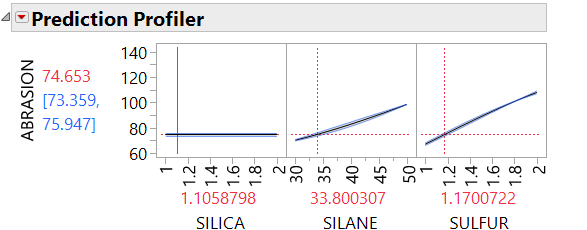 Prediction Profiler
ABRASION
74.653
[73.359,
75.947]
140
120
100
80
60
1 1.2 1.4 1.6 1.8 2
30 35 40 45 50
1 1.2 1.4 1.6 1.8 2
1.1058798 33.800307 1.1700722
SILICA SILANE SULFUR